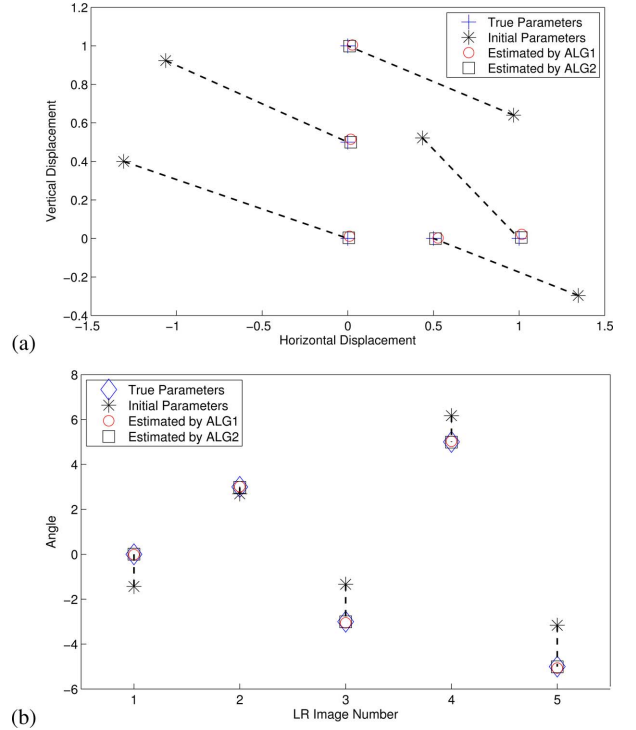 1.2
1
0.8
0.6
0.4
0.2
0
−0.2
−0.4
Vertical Displacement
True Parameters
Initial Parameters
Estimated by ALG1
Estimated by ALG2
−1.5 −1 −0.5 0 0.5 1 1.5
Horizontal Displacement
(a)
8
6
4
2
0
−2
−4
−6
Angle
True Parameters
Initial Parameters
Estimated by ALG1
Estimated by ALG2
1 2 3 4 5
LR Image Number
(b)